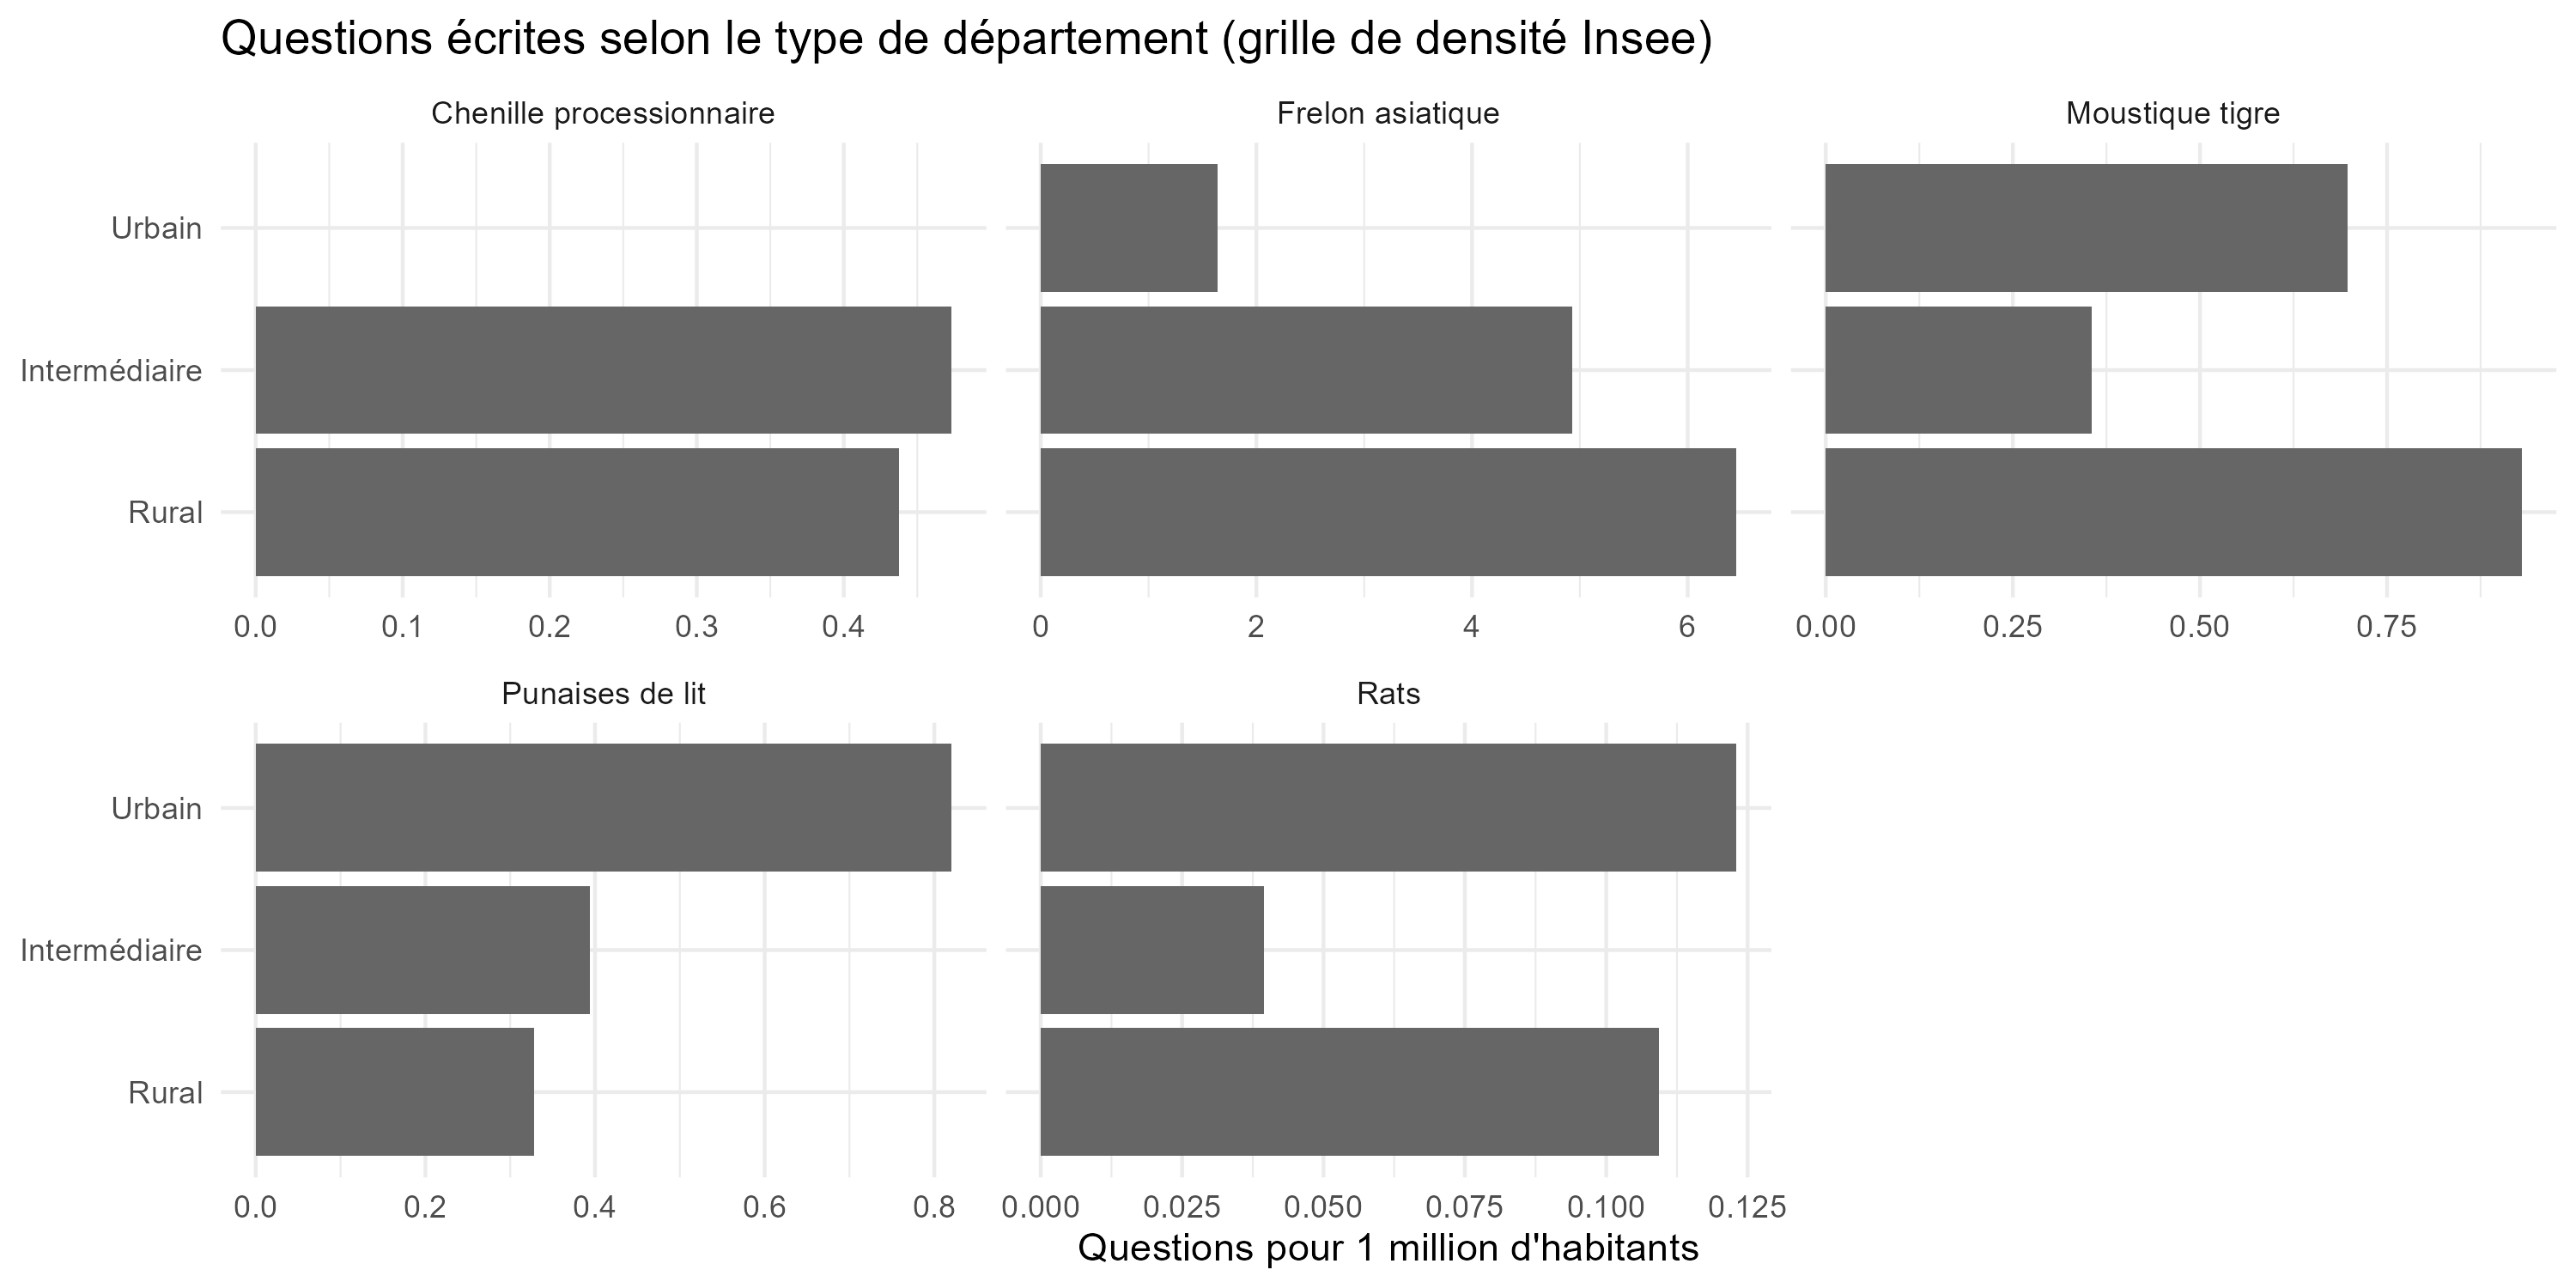 Questions écrites selon le type de département (grille de densité Insee)
Chenille processionnaire
Frelon asiatique
Moustique tigre
Urbain
Intermédiaire
Rural
0.0 0.1 0.2 0.3 0.4
0 2 4 6
0.00 0.25 0.50 0.75
Punaises de lit
Rats
Urbain
Intermédiaire
Rural
0.0 0.2 0.4 0.6 0.8
0.000 0.025 0.050 0.075 0.100 0.125
Questions pour 1 million d'habitants